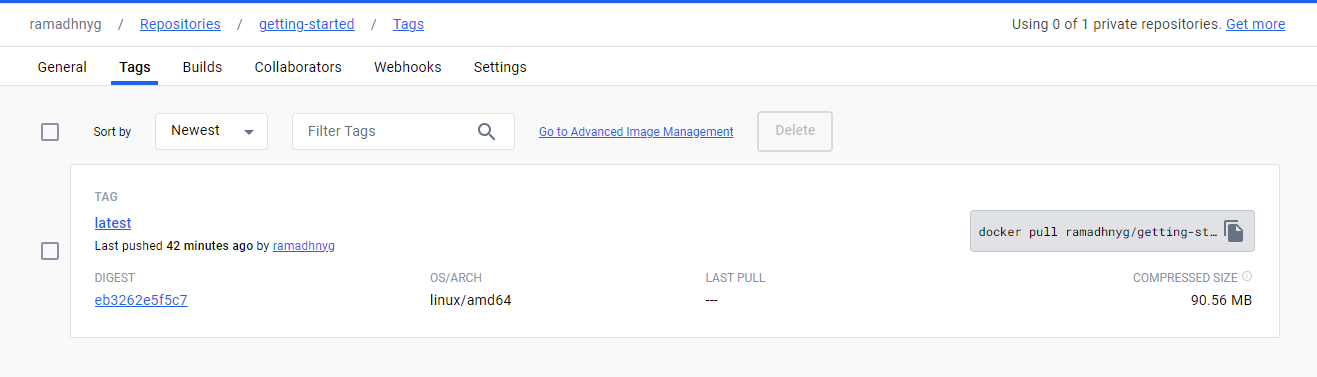 ramadhnyg / Repositories / getting-started / Tags Using 0 of 1 private repositories. Get more
General Tags Builds Collaborators Webhooks Settings
Sort by Newest Filter Tags Go to Advanced Image Management Delete
TAG
latest
Last pushed 42 minutes ago by ramadhnyg
docker pull ramadhnyg/getting-st…
DIGEST OS/ARCH LAST PULL COMPRESSED SIZE
eb3262e5f5c7 linux/amd64 --- 90.56 MB